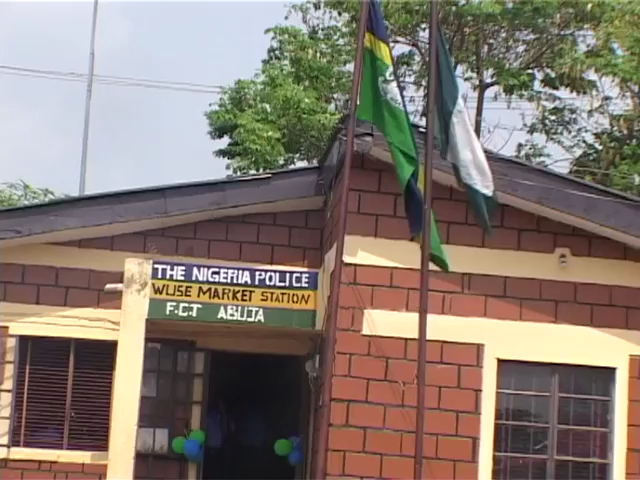 THE NIGERIA POLICE
WUSE MARKET STATION
F.C.T ABUJA